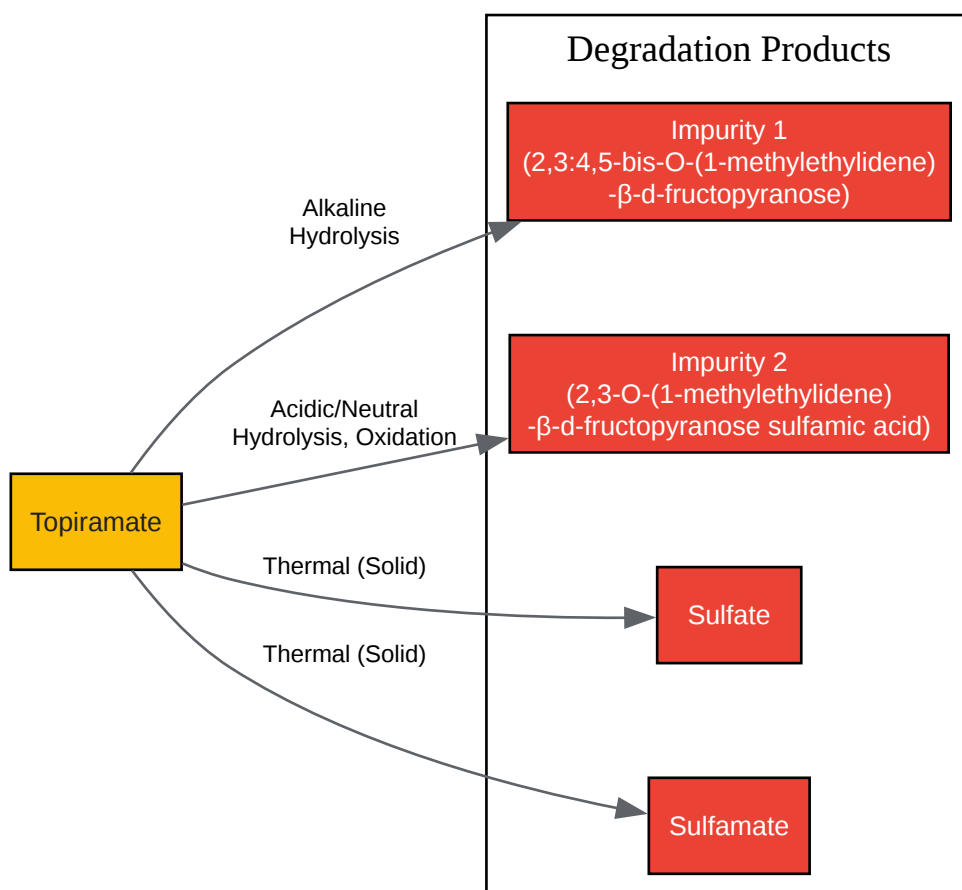 Degradation Products
Impurity 1
(2,3:4,5-bis-O-(1-methylethylidene)
-β-d-fructopyranose)
Alkaline
Hydrolysis
Impurity 2
(2,3-O-(1-methylethylidene)
-β-d-fructopyranose sulfamic acid)
Acidic/Neutral
Hydrolysis, Oxidation
Topiramate
Thermal (Solid)
Sulfate
Thermal (Solid)
Sulfamate